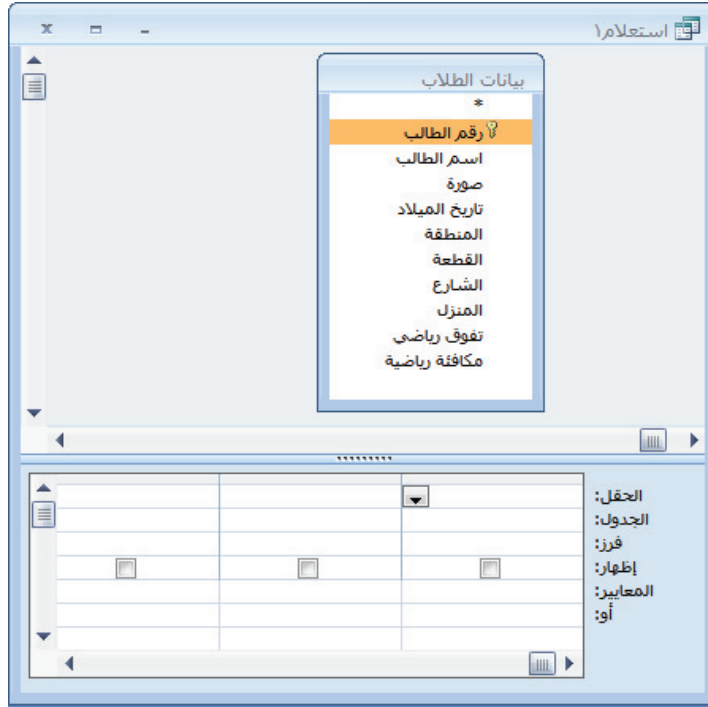 استعلام١
بيانات الطلاب
*
رقم الطالب
اسم الطالب
صورة
تاريخ الميلاد
المنطقة
القطعة
الشارع
المنزل
تفوق رياضي
مكافئة رياضية
الحقل:
الجدول:
فرز:
إظهار:
المعايير:
أو: